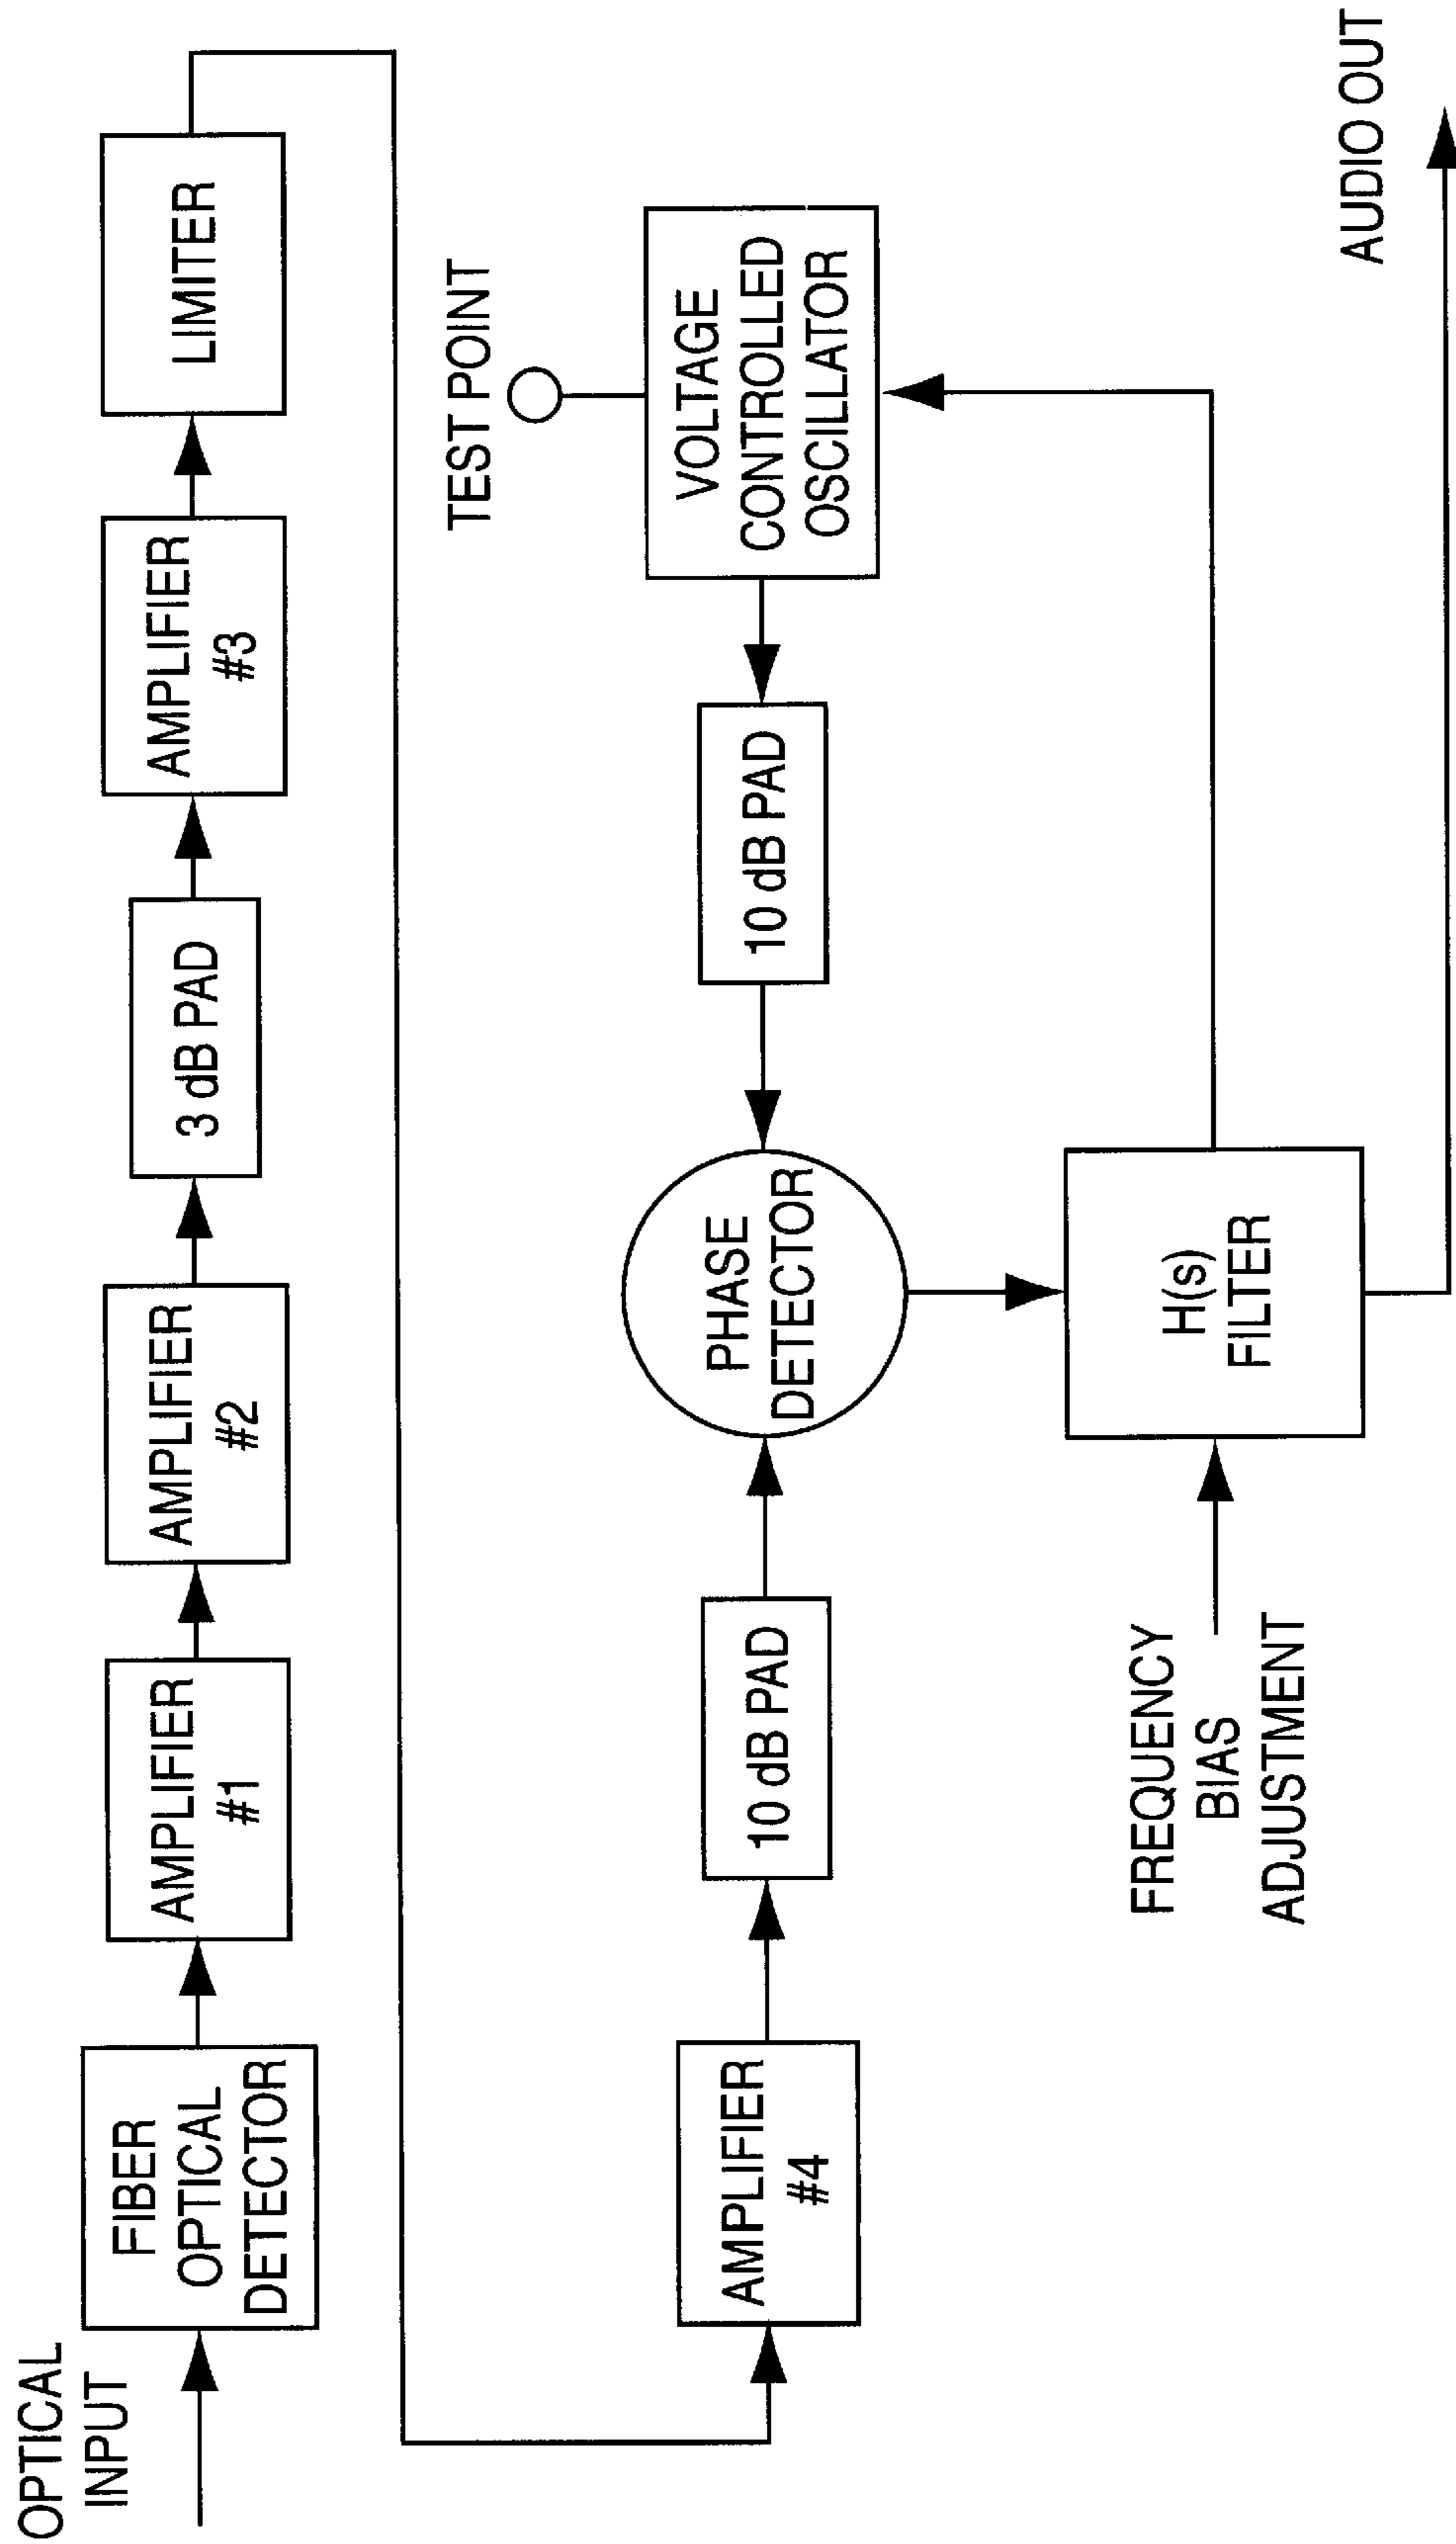 OPTICAL
INPUT
FIBER
OPTICAL
DETECTOR
AMPLIFIER
#1
AMPLIFIER
#2
3 dB PAD
AMPLIFIER
#3
LIMITER
AMPLIFIER
#4
10 dB PAD
PHASE
DETECTOR
10 dB PAD
VOLTAGE
CONTROLLED
OSCILLATOR
TEST POINT
FREQUENCY
BIAS
ADJUSTMENT
H(s)
FILTER
AUDIO OUT